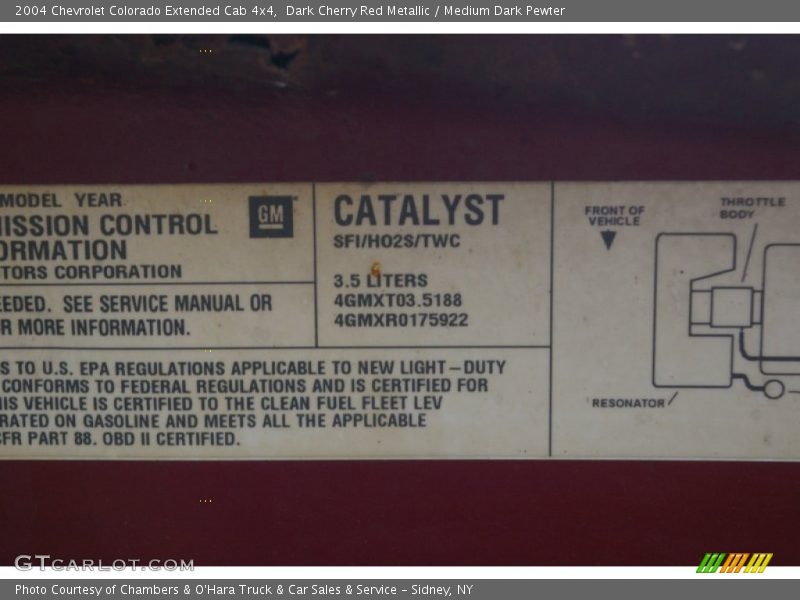 2004 Chevrolet Colorado Extended Cab 4x4,  Dark Cherry Red Metallic / Medium Dark Pewter
MODEL YEAR
ISSION CONTROL
ORMATION
TORS CORPORATION
GM
EEDED. SEE SERVICE MANUAL OR
R MORE INFORMATION.
CATALYST
SFI/HO2S/TWC
3.5 LITERS
4GMXT03.5188
4GMXR0175922
S TO U.S. EPA REGULATIONS APPLICABLE TO NEW LIGHT-DUTY
CONFORMS TO FEDERAL REGULATIONS AND IS CERTIFIED FOR
HIS VEHICLE IS CERTIFIED TO THE CLEAN FUEL FLEET LEV
RATED ON GASOLINE AND MEETS ALL THE APPLICABLE
CFR PART 88. OBD II CERTIFIED.
FRONT OF
VEHICLE
THROTTLE
BODY
RESONATOR
GTCARLOT.COM
Photo Courtesy of Chambers & O'Hara Truck & Car Sales & Service - Sidney, NY